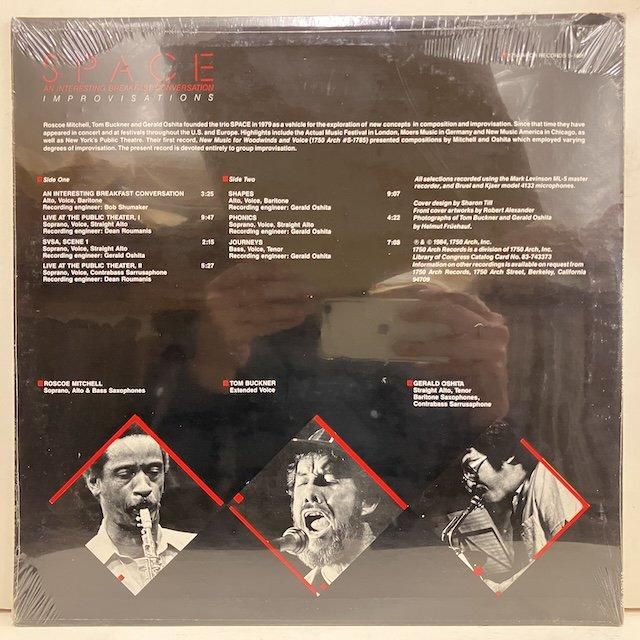 SPACE
AN INTERESTING BREAKFAST CONVERSATION
IMPROVISATIONS
RECORDS
Roscoe Mitchell, Tom Buckner and Gerald Oshita founded the trio SPACE in 1979 as a vehicle for the exploration of new concepts in composition and improvisation. Since that time they have
appeared in concert and at festivals throughout the U.S. and Europe. Highlights include the Actual Music Festival in London, Moers Music in Germany and New Music America in Chicago, as
well as New York's Public Theatre. Their first record, New Music for Woodwinds and Voice (1750 Arch #S-1785) presented compositions by Mitchell and Oshita which employed varying
degrees of improvisation. The present record is devoted entirely to group improvisation.
Side One
AN INTERESTING BREAKFAST CONVERSATION 3:25
Alto, Voice, Baritone
Recording engineer: Bob Shumaker
LIVE AT THE PUBLIC THEATER, I 9:47
Soprano, Voice, Straight Alto
Recording engineer: Dean Roumanis
SVSA, SCENE 1 2:15
Soprano, Voice, Straight Alto
Recording engineer: Gerald Oshita
LIVE AT THE PUBLIC THEATER, II 5:27
Soprano, Voice, Contrabass Sarrusaphone
Recording engineer: Dean Roumanis
Side Two
SHAPES 9:07
Alto, Voice, Baritone
Recording engineer: Gerald Oshita
PHONICS 4:22
Soprano, Voice, Straight Alto
Recording engineer: Gerald Oshita
JOURNEYS 7:08
Bass, Voice, Tenor
Recording engineer: Gerald Oshita
All selections recorded using the Mark Levinson ML-5 master
recorder, and Bruel and Kjaer model 4133 microphones.
Cover design by Sharon Till
Front cover artworks by Robert Alexander
Photographs of Tom Buckner and Gerald Oshita
by Helmut Frühauf.
℗ & © 1984, 1750 Arch, Inc.
1750 Arch Records is a division of 1750 Arch, Inc.
Library of Congress Catalog Card No. 83-743373
Information on other recordings is available on request from
1750 Arch Records, 1750 Arch Street, Berkeley, California
94709
ROSCOE MITCHELL
Soprano, Alto & Bass Saxophones
TOM BUCKNER
Extended Voice
GERALD OSHITA
Straight Alto, Tenor
Baritone Saxophones,
Contrabass Sarrusaphone